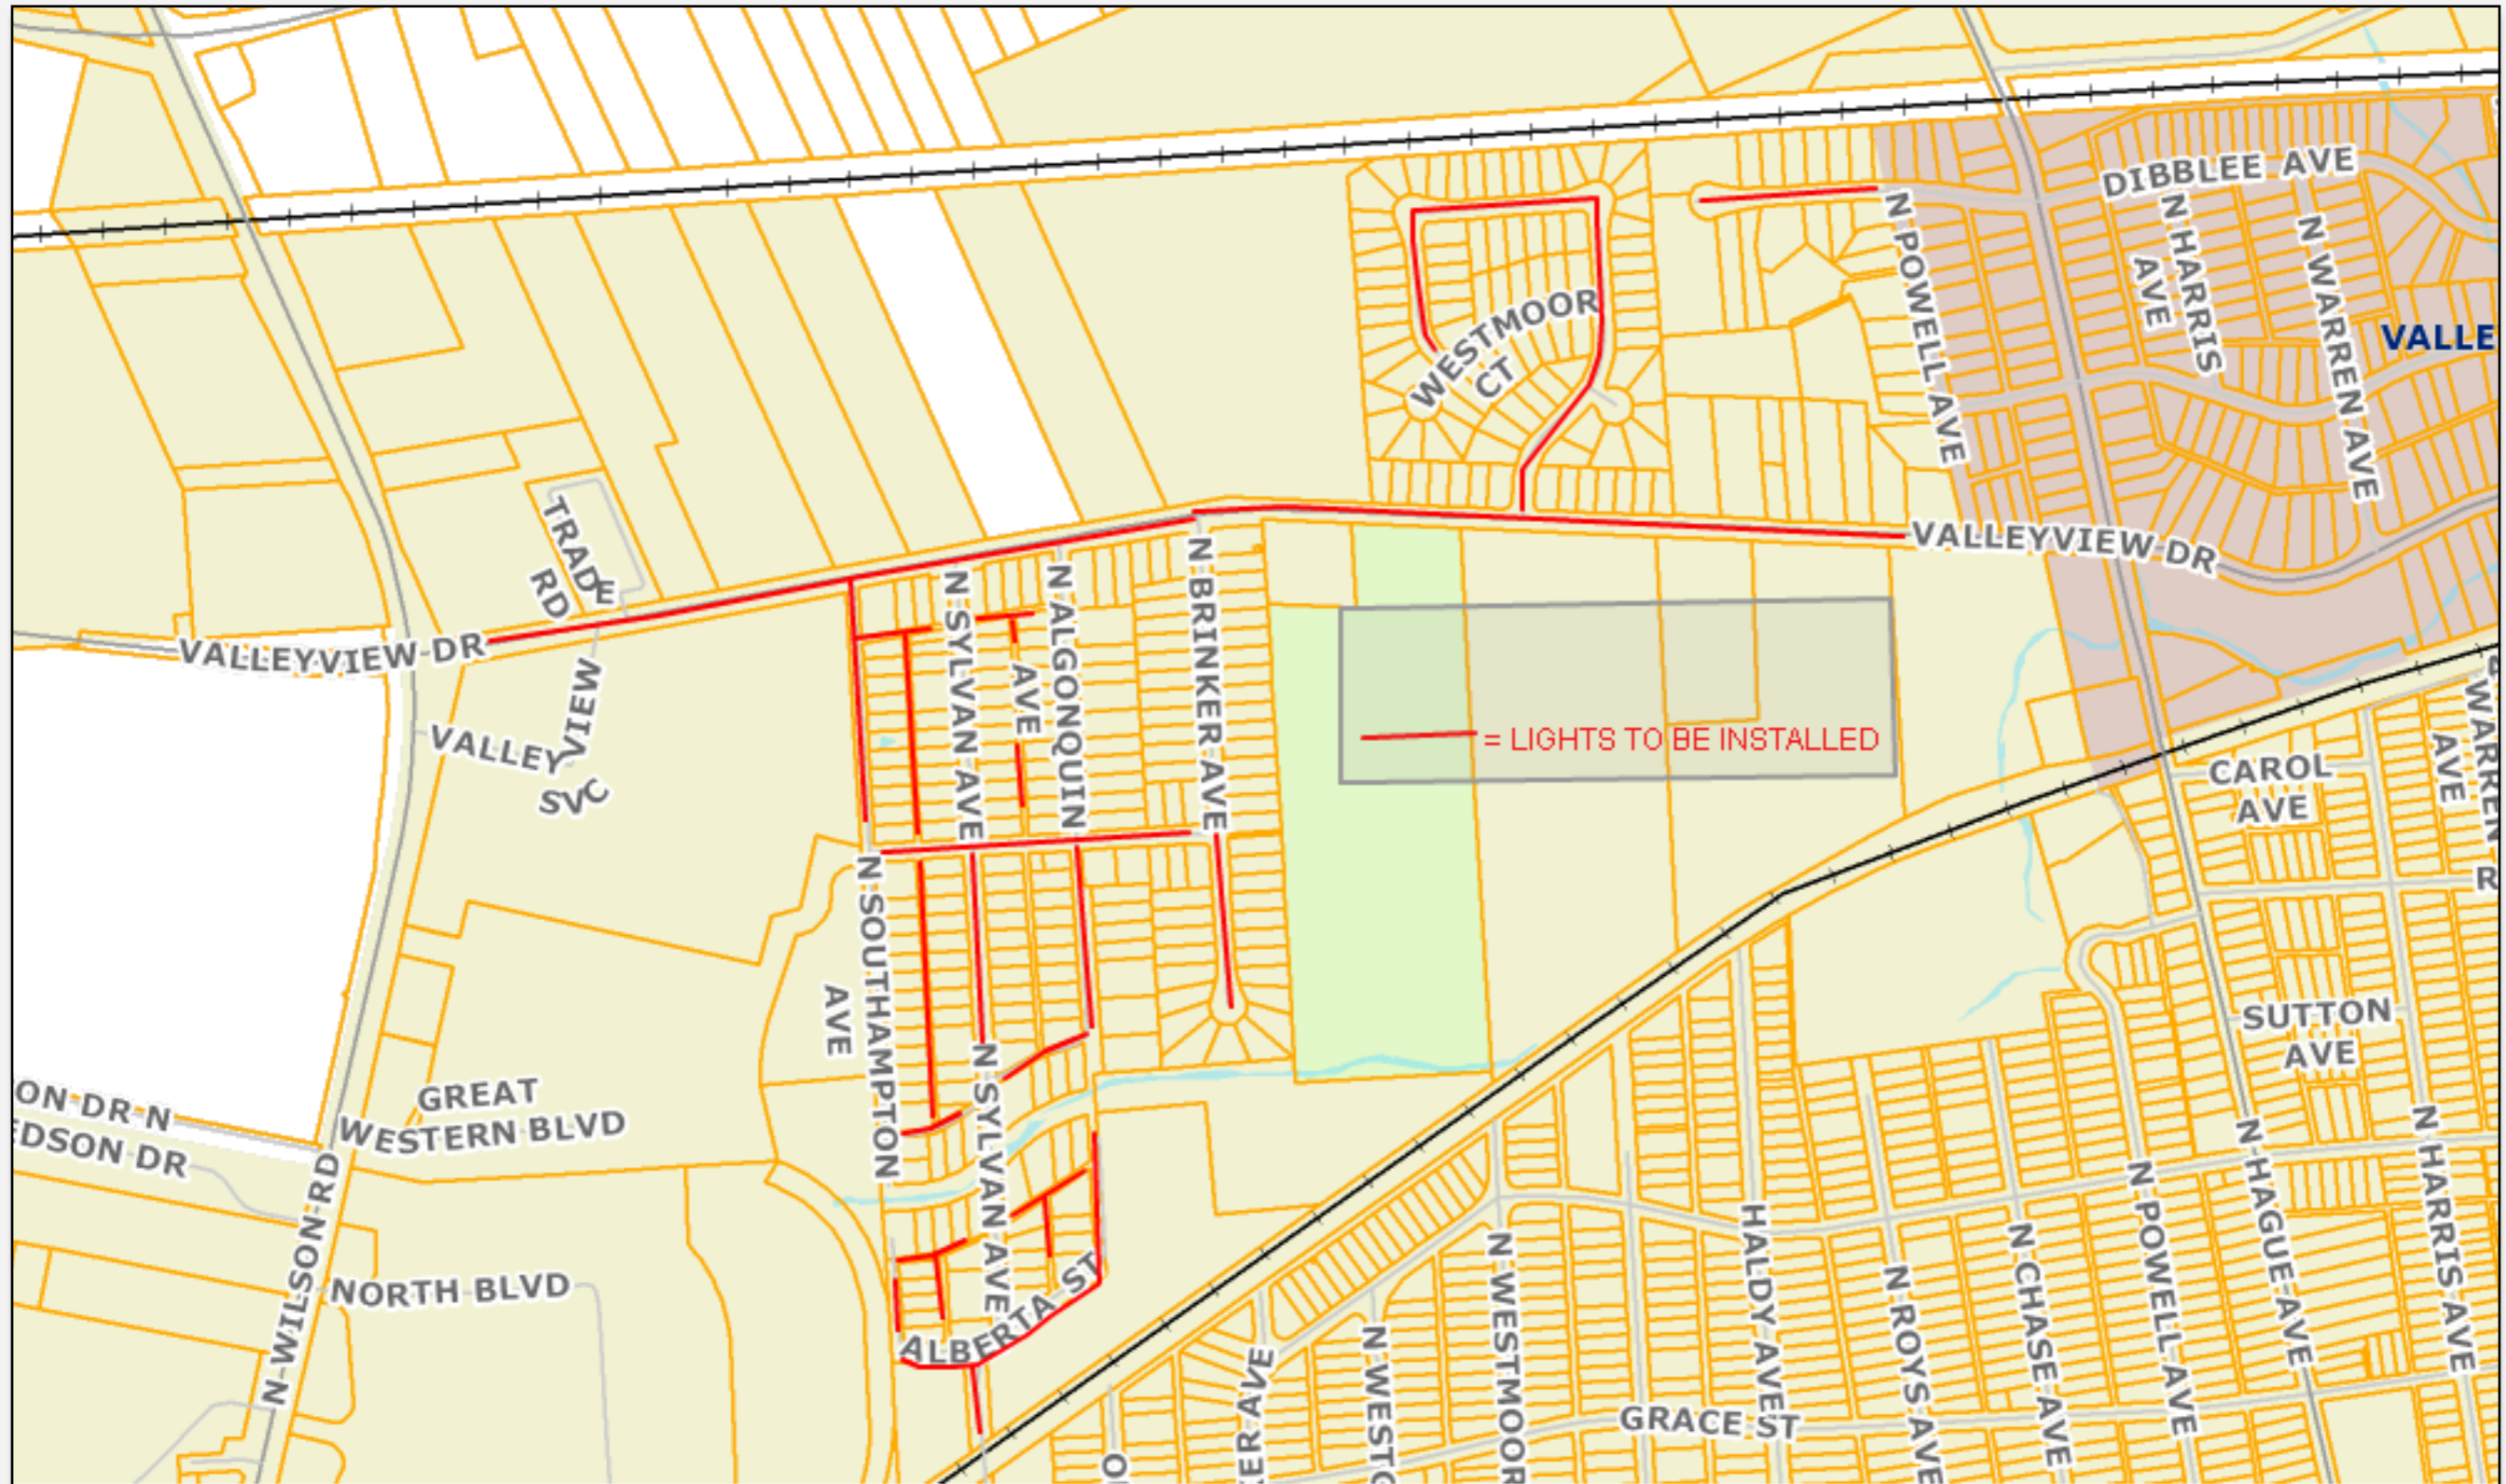 DIBBLEE AVE
N HARRIS
AVE
N WARREN AVE
VALLE
N POWELL AVE
WESTMOOR
CT
VALLEYVIEW DR
TRADE
RD
VALLEYVIEW DR
VALLEY VIEW
SVC
N SYLVAN AVE
N ALGONQUIN
AVE
N BRINKER AVE
= LIGHTS TO BE INSTALLED
CAROL
AVE
WARREN
AVE
R
N SOUTHAMPTON
AVE
SUTTON
AVE
GREAT
WESTERN BLVD
ON DR N
EDSON DR
N WILSON RD
NORTH BLVD
N SYLVAN AVE
ALBERTA ST
N WESTMOOR
HALDY AVE
N ROYS AVE
N CHASE AVE
N POWELL AVE
N HAGUE AVE
N HARRIS AVE
ER AVE
N WESTG
GRACE ST